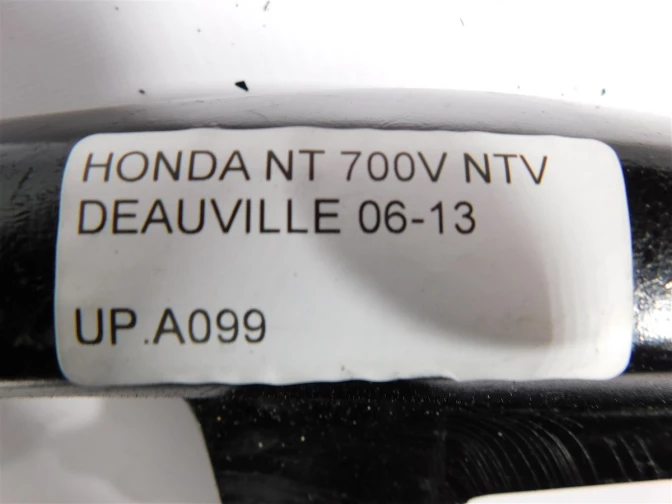 HONDA NT 700V NTV
DEAUVILLE 06-13
UP.A099